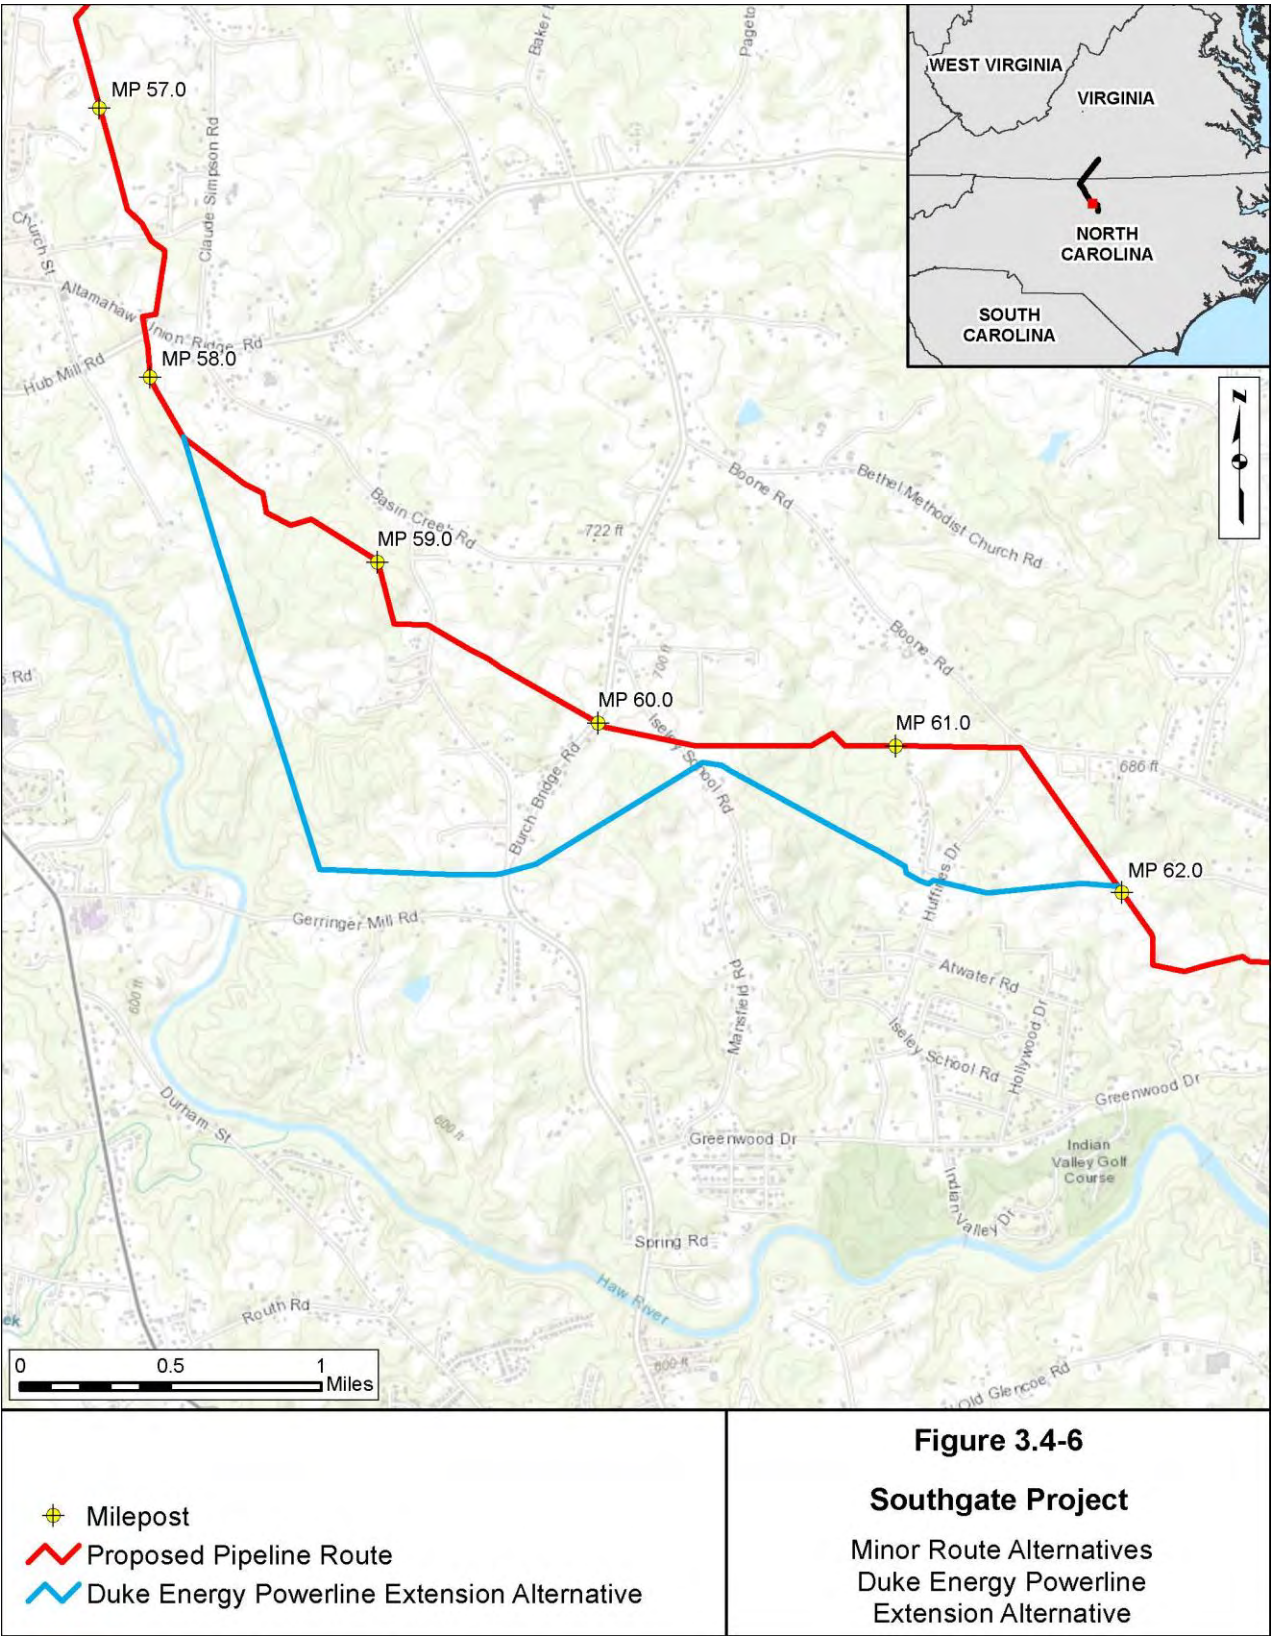 Baker
Pageto
WEST VIRGINIA
VIRGINIA
NORTH
CAROLINA
SOUTH
CAROLINA
MP 57.0
Claude Simpson Rd
Church St
Altamahaw Union Ridge Rd
Hub Mill Rd
MP 58.0
N
Boone Rd
Bethel Methodist Church Rd
Basin Creek Rd
722 ft
MP 59.0
Boone Rd
Rd
700 ft
MP 60.0
Iseley School Rd
MP 61.0
686 ft
Burch Bridge Rd
Huffines Dr
MP 62.0
Gerringer Mill Rd
Atwater Rd
600 ft
Mansfield Rd
Iseley School Rd
Hollywood Dr
Greenwood Dr
Durham St
600 ft
Greenwood Dr
Indian
Valley Golf
Course
Indian Valley Dr
Spring Rd
Haw River
Routh Rd
ek
600 ft
Old Glencoe Rd
0 0.5 1
Miles
Milepost
Proposed Pipeline Route
Duke Energy Powerline Extension Alternative
Figure 3.4-6
Southgate Project
Minor Route Alternatives
Duke Energy Powerline
Extension Alternative